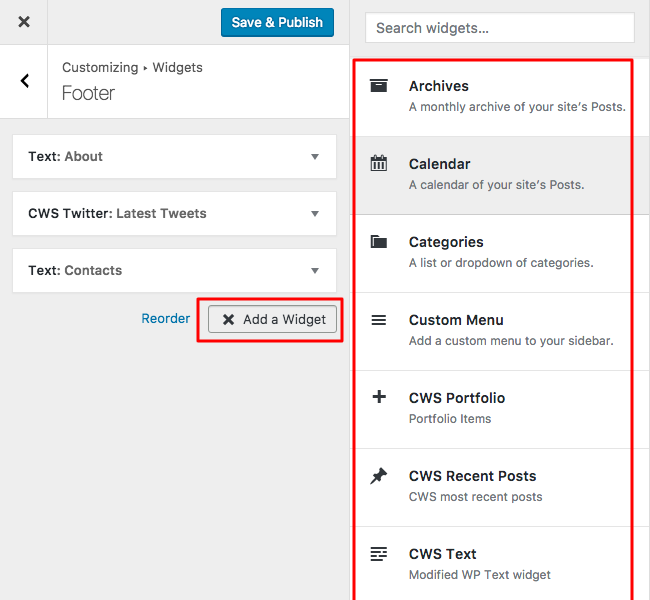 Save & Publish
Customizing ▸ Widgets
Footer
Text: About
CWS Twitter: Latest Tweets
Text: Contacts
Reorder
Add a Widget
Search widgets...
Archives
A monthly archive of your site's Posts.
Calendar
A calendar of your site's Posts.
Categories
A list or dropdown of categories.
Custom Menu
Add a custom menu to your sidebar.
CWS Portfolio
Portfolio Items
CWS Recent Posts
CWS most recent posts
CWS Text
Modified WP Text widget